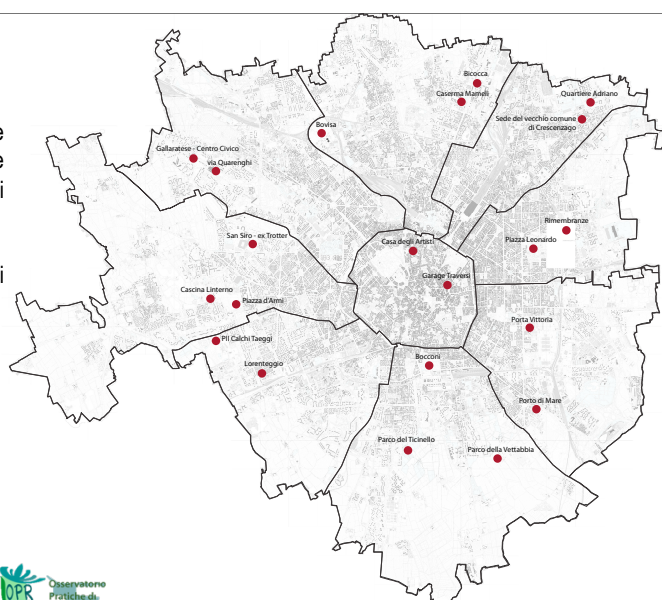 e
e
i
i
Bicocca
Caserma Mameli
Quartiere Adriano
Sede del vecchio comune
di Crescenzago
Bovisa
Gallaratese - Centro Civico
via Quarenghi
Rimembranze
Piazza Leonardo
San Siro - ex Trotter
Casa degli Artisti
Garage Traversi
Cascina Linterno
Piazza d'Armi
Porta Vittoria
PII Calchi Taeggi
Lorenteggio
Bocconi
Porto di Mare
Parco del Ticinello
Parco della Vettabbia
OPR
Osservatorio
Pratiche di